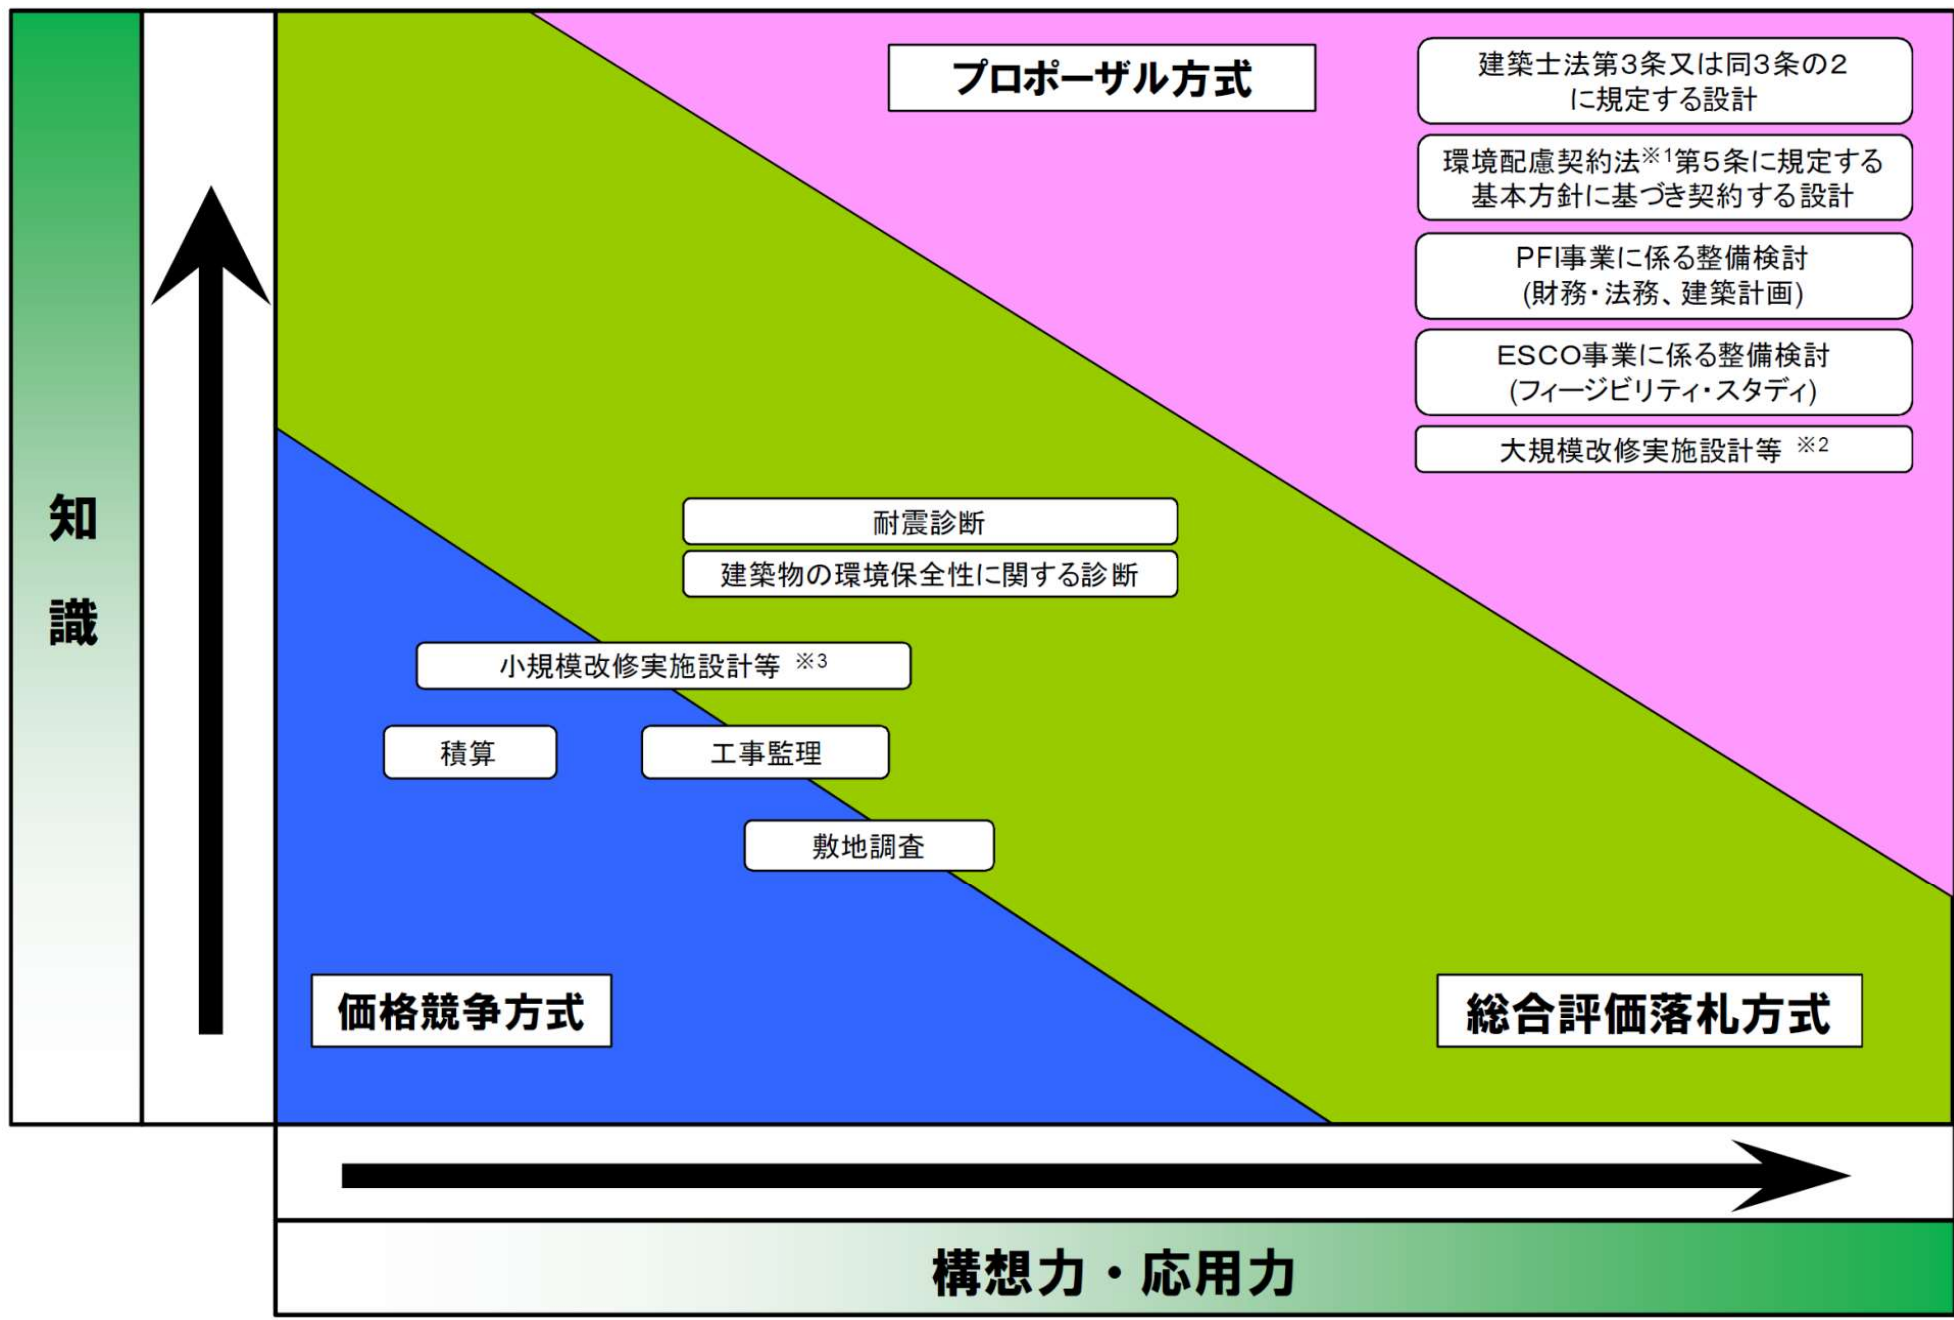 プロポーザル方式
建築士法第3条又は同3条の2
に規定する設計
環境配慮契約法※1第5条に規定する
基本方針に基づき契約する設計
PFI事業に係る整備検討
(財務・法務、建築計画)
ESCO事業に係る整備検討
(フィージビリティ・スタディ)
大規模改修実施設計等 ※2
知
識
耐震診断
建築物の環境保全性に関する診断
小規模改修実施設計等 ※3
積算
工事監理
敷地調査
価格競争方式
総合評価落札方式
構想力・応用力